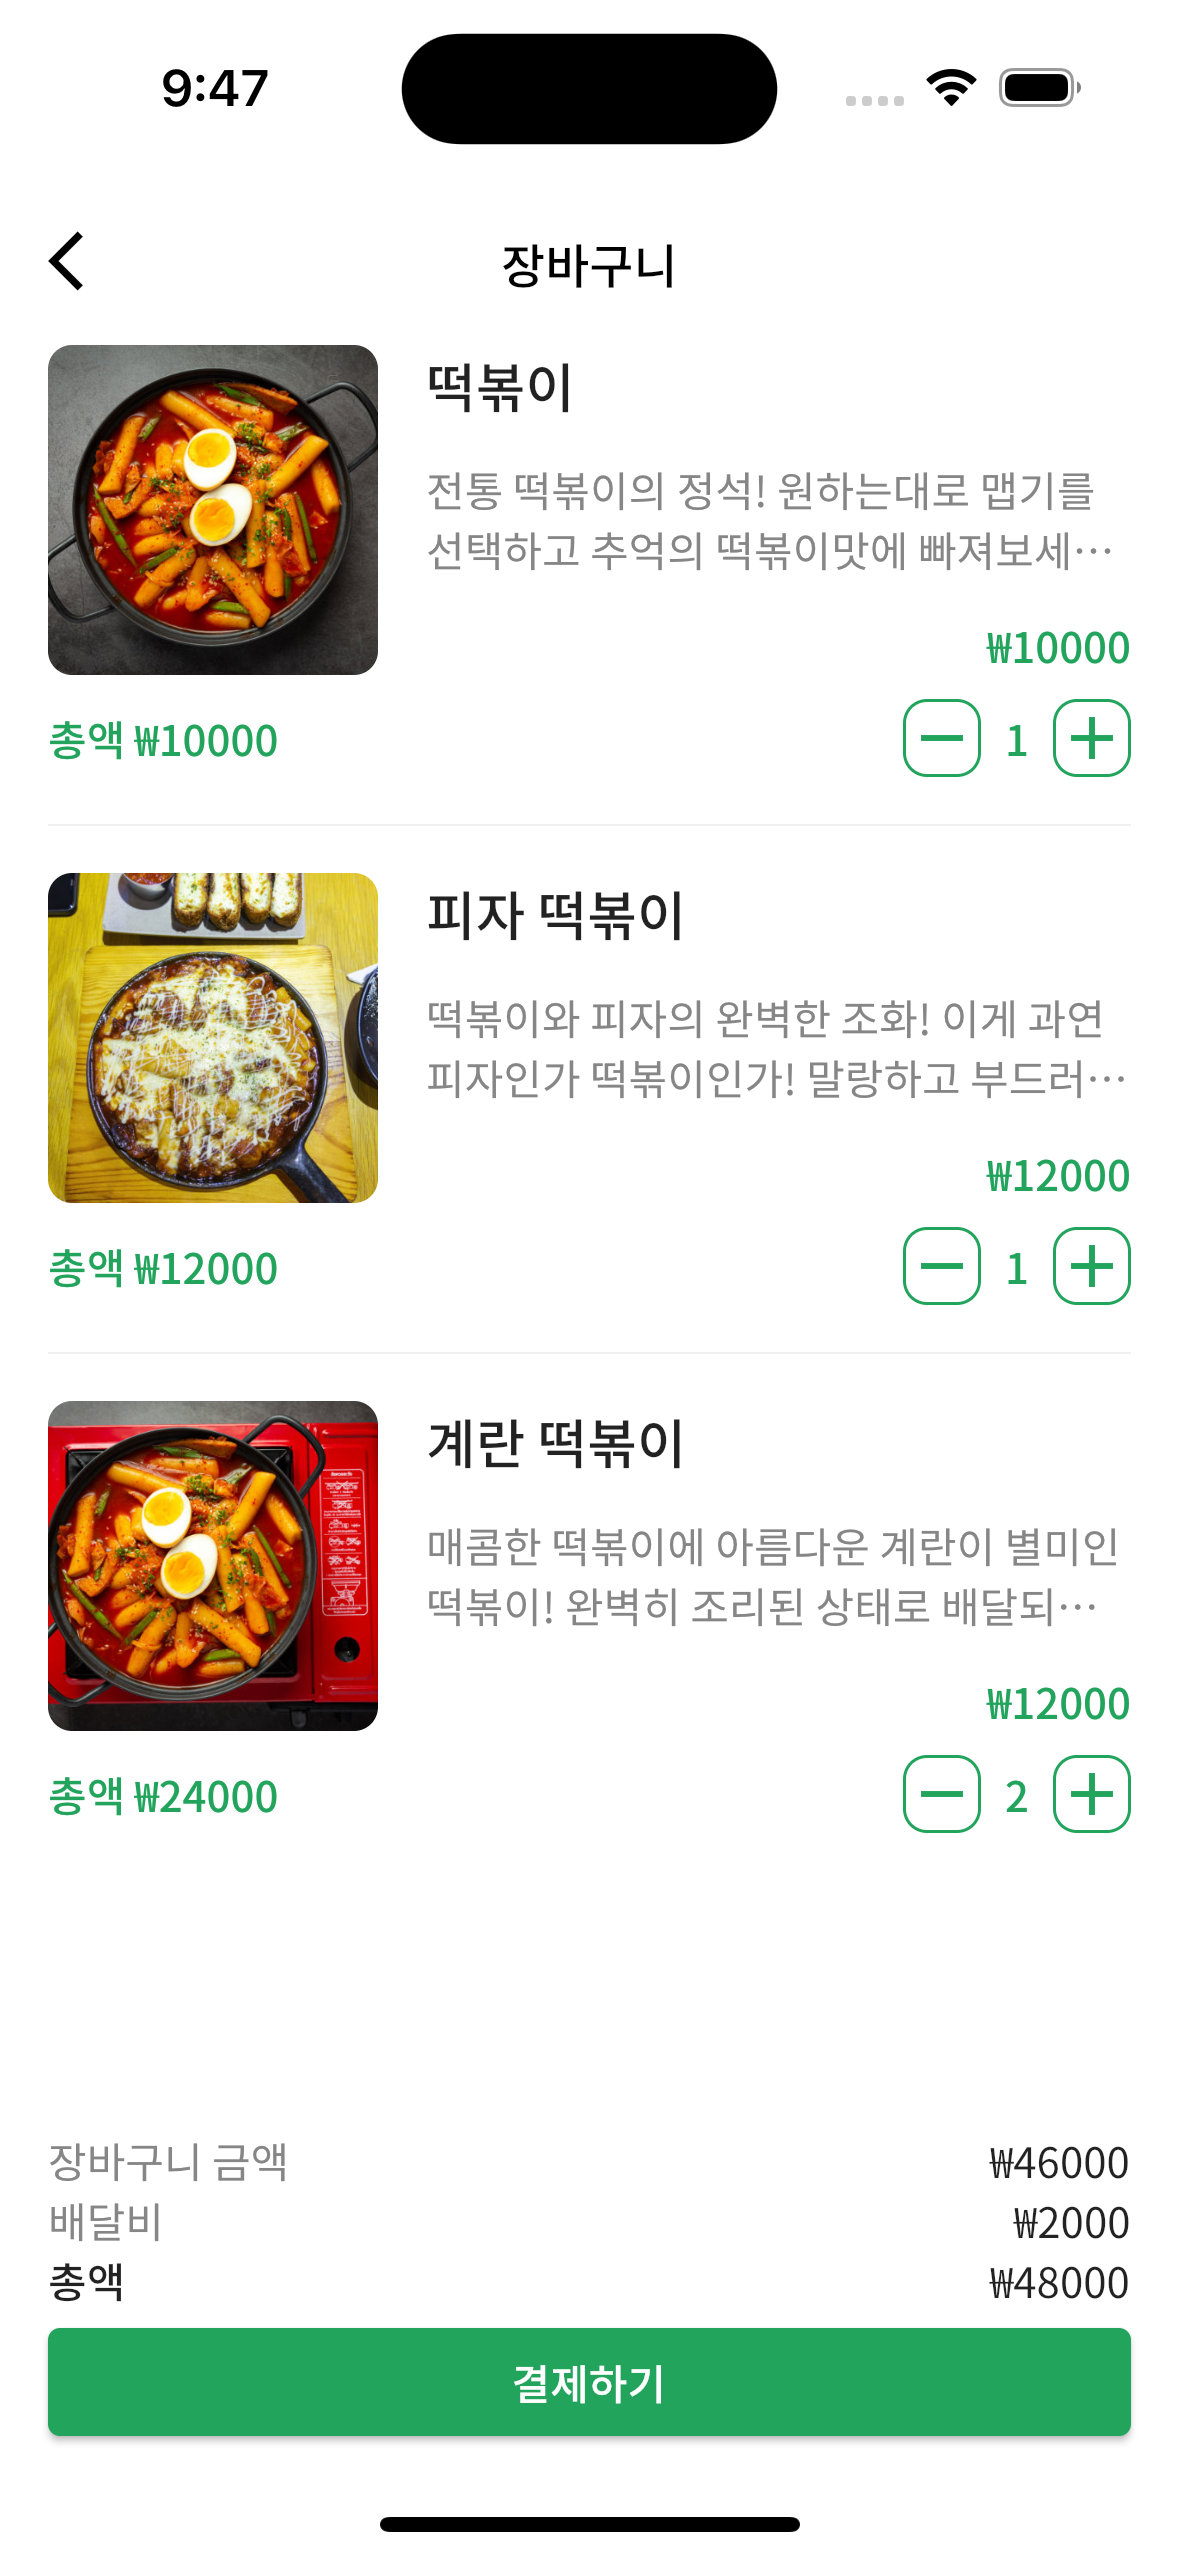 9:47
장바구니
떡볶이
전통 떡볶이의 정석! 원하는대로 맵기를
선택하고 추억의 떡볶이맛에 빠져보세…
₩10000
총액 ₩10000
1
피자 떡볶이
떡볶이와 피자의 완벽한 조화! 이게 과연
피자인가 떡볶이인가! 말랑하고 부드러…
₩12000
총액 ₩12000
1
계란 떡볶이
매콤한 떡볶이에 아름다운 계란이 별미인
떡볶이! 완벽히 조리된 상태로 배달되…
₩12000
총액 ₩24000
2
장바구니 금액 ₩46000
배달비 ₩2000
총액 ₩48000
결제하기